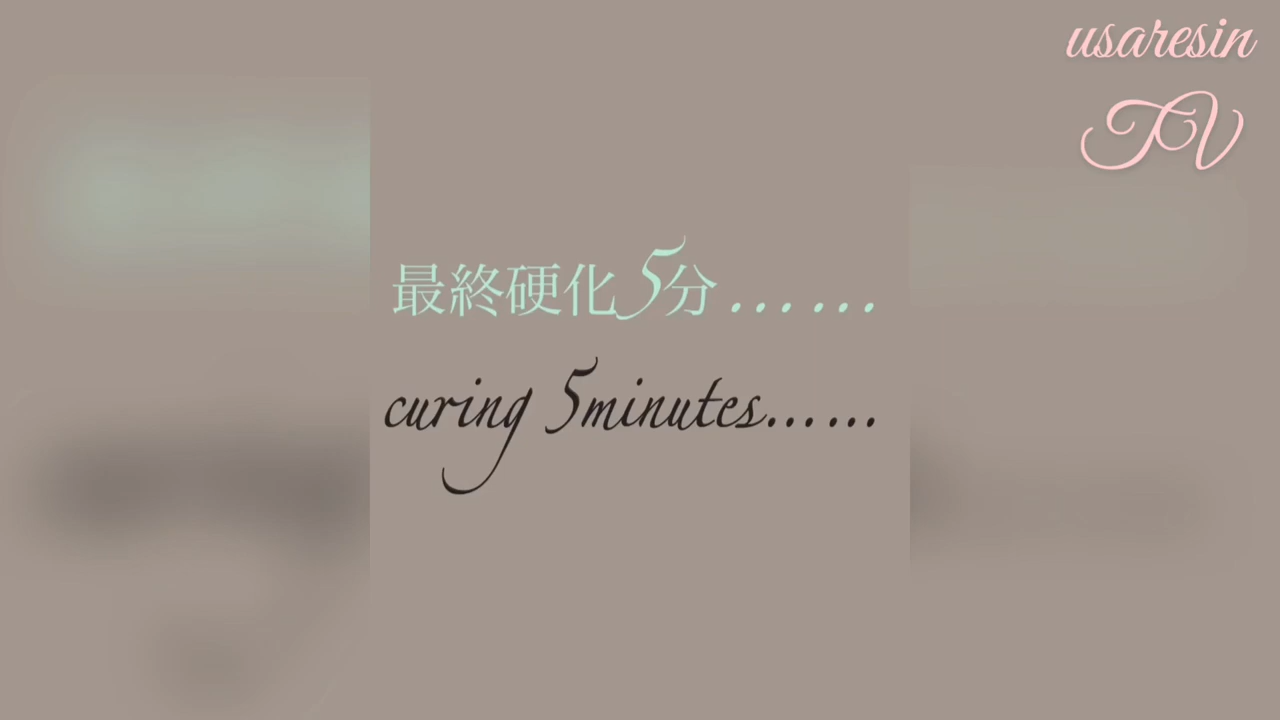 usaresin
TV
最終硬化5分……
curing 5minutes……